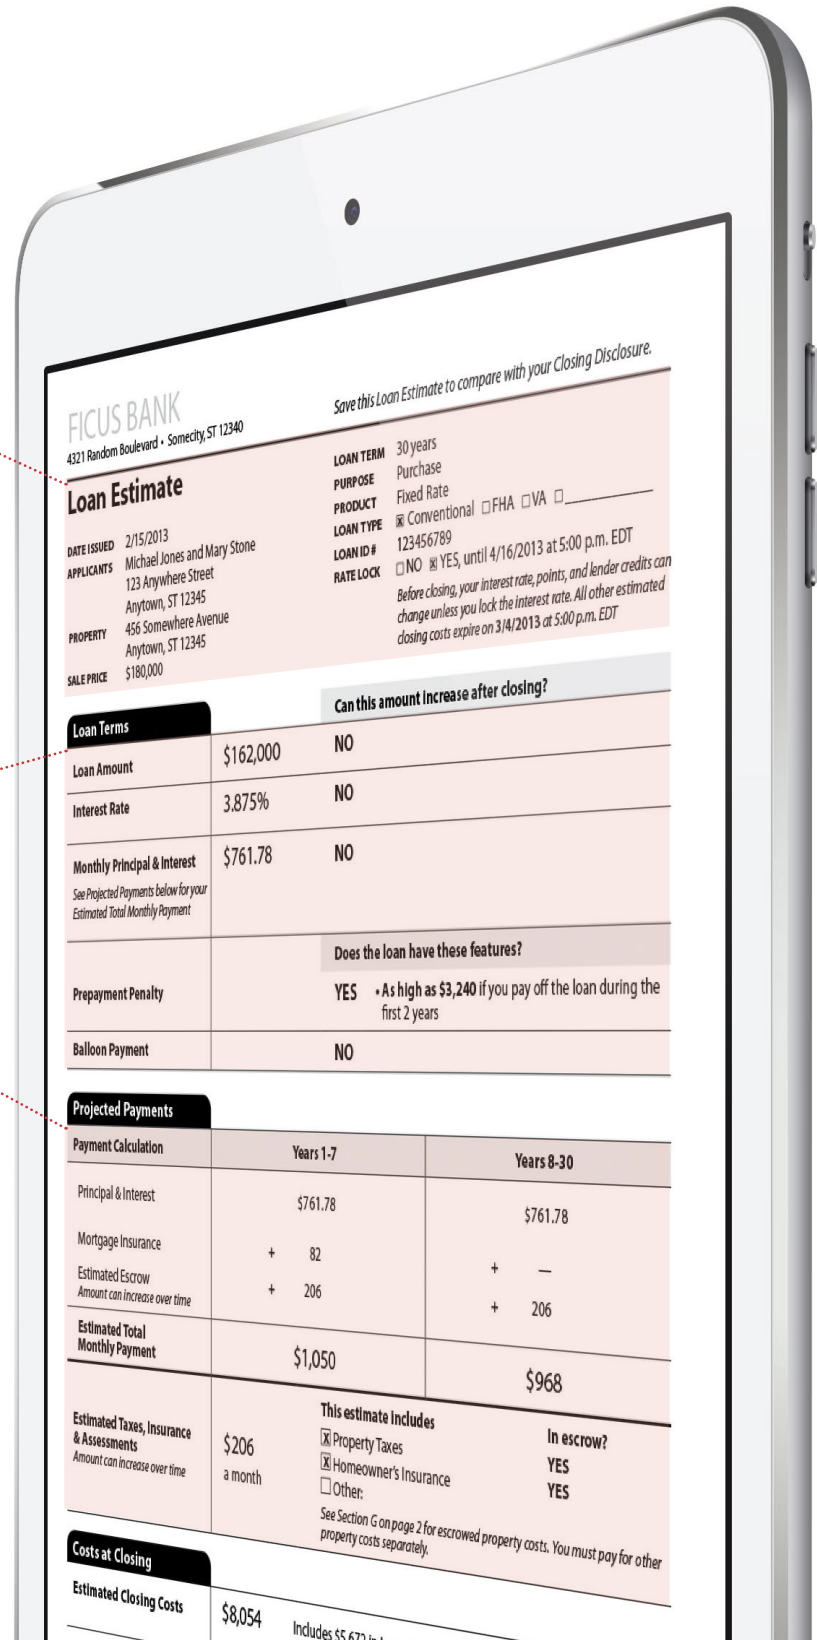 FICUS BANK
4321 Random Boulevard • Somecity, ST 12340
Save this Loan Estimate to compare with your Closing Disclosure.
Loan Estimate
DATE ISSUED 2/15/2013
APPLICANTS Michael Jones and Mary Stone
123 Anywhere Street
Anytown, ST 12345
PROPERTY 456 Somewhere Avenue
Anytown, ST 12345
SALE PRICE $180,000
LOAN TERM 30 years
PURPOSE Purchase
PRODUCT Fixed Rate
LOAN TYPE ☒ Conventional ☐ FHA ☐ VA ☐ ____________
LOAN ID # 123456789
RATE LOCK ☐ NO ☒ YES, until 4/16/2013 at 5:00 p.m. EDT
Before closing, your interest rate, points, and lender credits can
change unless you lock the interest rate. All other estimated
closing costs expire on 3/4/2013 at 5:00 p.m. EDT
Loan Terms
Can this amount increase after closing?
Loan Amount $162,000 NO
Interest Rate 3.875% NO
Monthly Principal & Interest $761.78 NO
See Projected Payments below for your
Estimated Total Monthly Payment
Does the loan have these features?
Prepayment Penalty YES • As high as $3,240 if you pay off the loan during the
first 2 years
Balloon Payment NO
Projected Payments
Payment Calculation Years 1-7 Years 8-30
Principal & Interest $761.78 $761.78
Mortgage Insurance + 82 + —
Estimated Escrow + 206 + 206
Amount can increase over time
Estimated Total
Monthly Payment $1,050 $968
Estimated Taxes, Insurance
& Assessments
Amount can increase over time
$206
a month
This estimate includes In escrow?
☒ Property Taxes YES
☒ Homeowner's Insurance YES
☐ Other:
See Section G on page 2 for escrowed property costs. You must pay for other
property costs separately.
Costs at Closing
Estimated Closing Costs $8,054 Includes $5,672 in